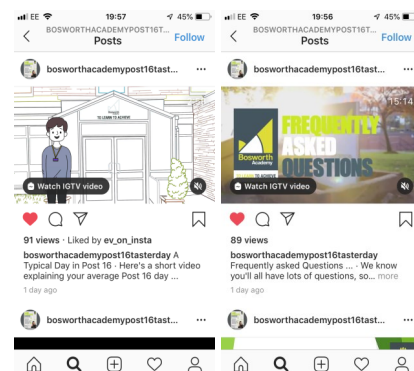 EE 19:57 45%
BOSWORTHACADEMYPOST16T...
Posts
Follow
bosworthacademypost16tast...
TO LEARN TO ACHIEVE
Watch IGTV video
91 views · Liked by ev_on_insta
bosworthacademypost16tasterday A
Typical Day in Post 16 - Here's a short video
explaining your average Post 16 day ...
1 day ago
bosworthacademypost16tast...
EE 19:56 45%
BOSWORTHACADEMYPOST16T...
Posts
Follow
bosworthacademypost16tast...
15:14
Bosworth
Academy
TO LEARN TO ACHIEVE
FREQUENTLY
ASKED
QUESTIONS
Watch IGTV video
89 views
bosworthacademypost16tasterday
Frequently asked Questions ... - We know
you'll all have lots of questions, so... more
1 day ago
bosworthacademypost16tast...